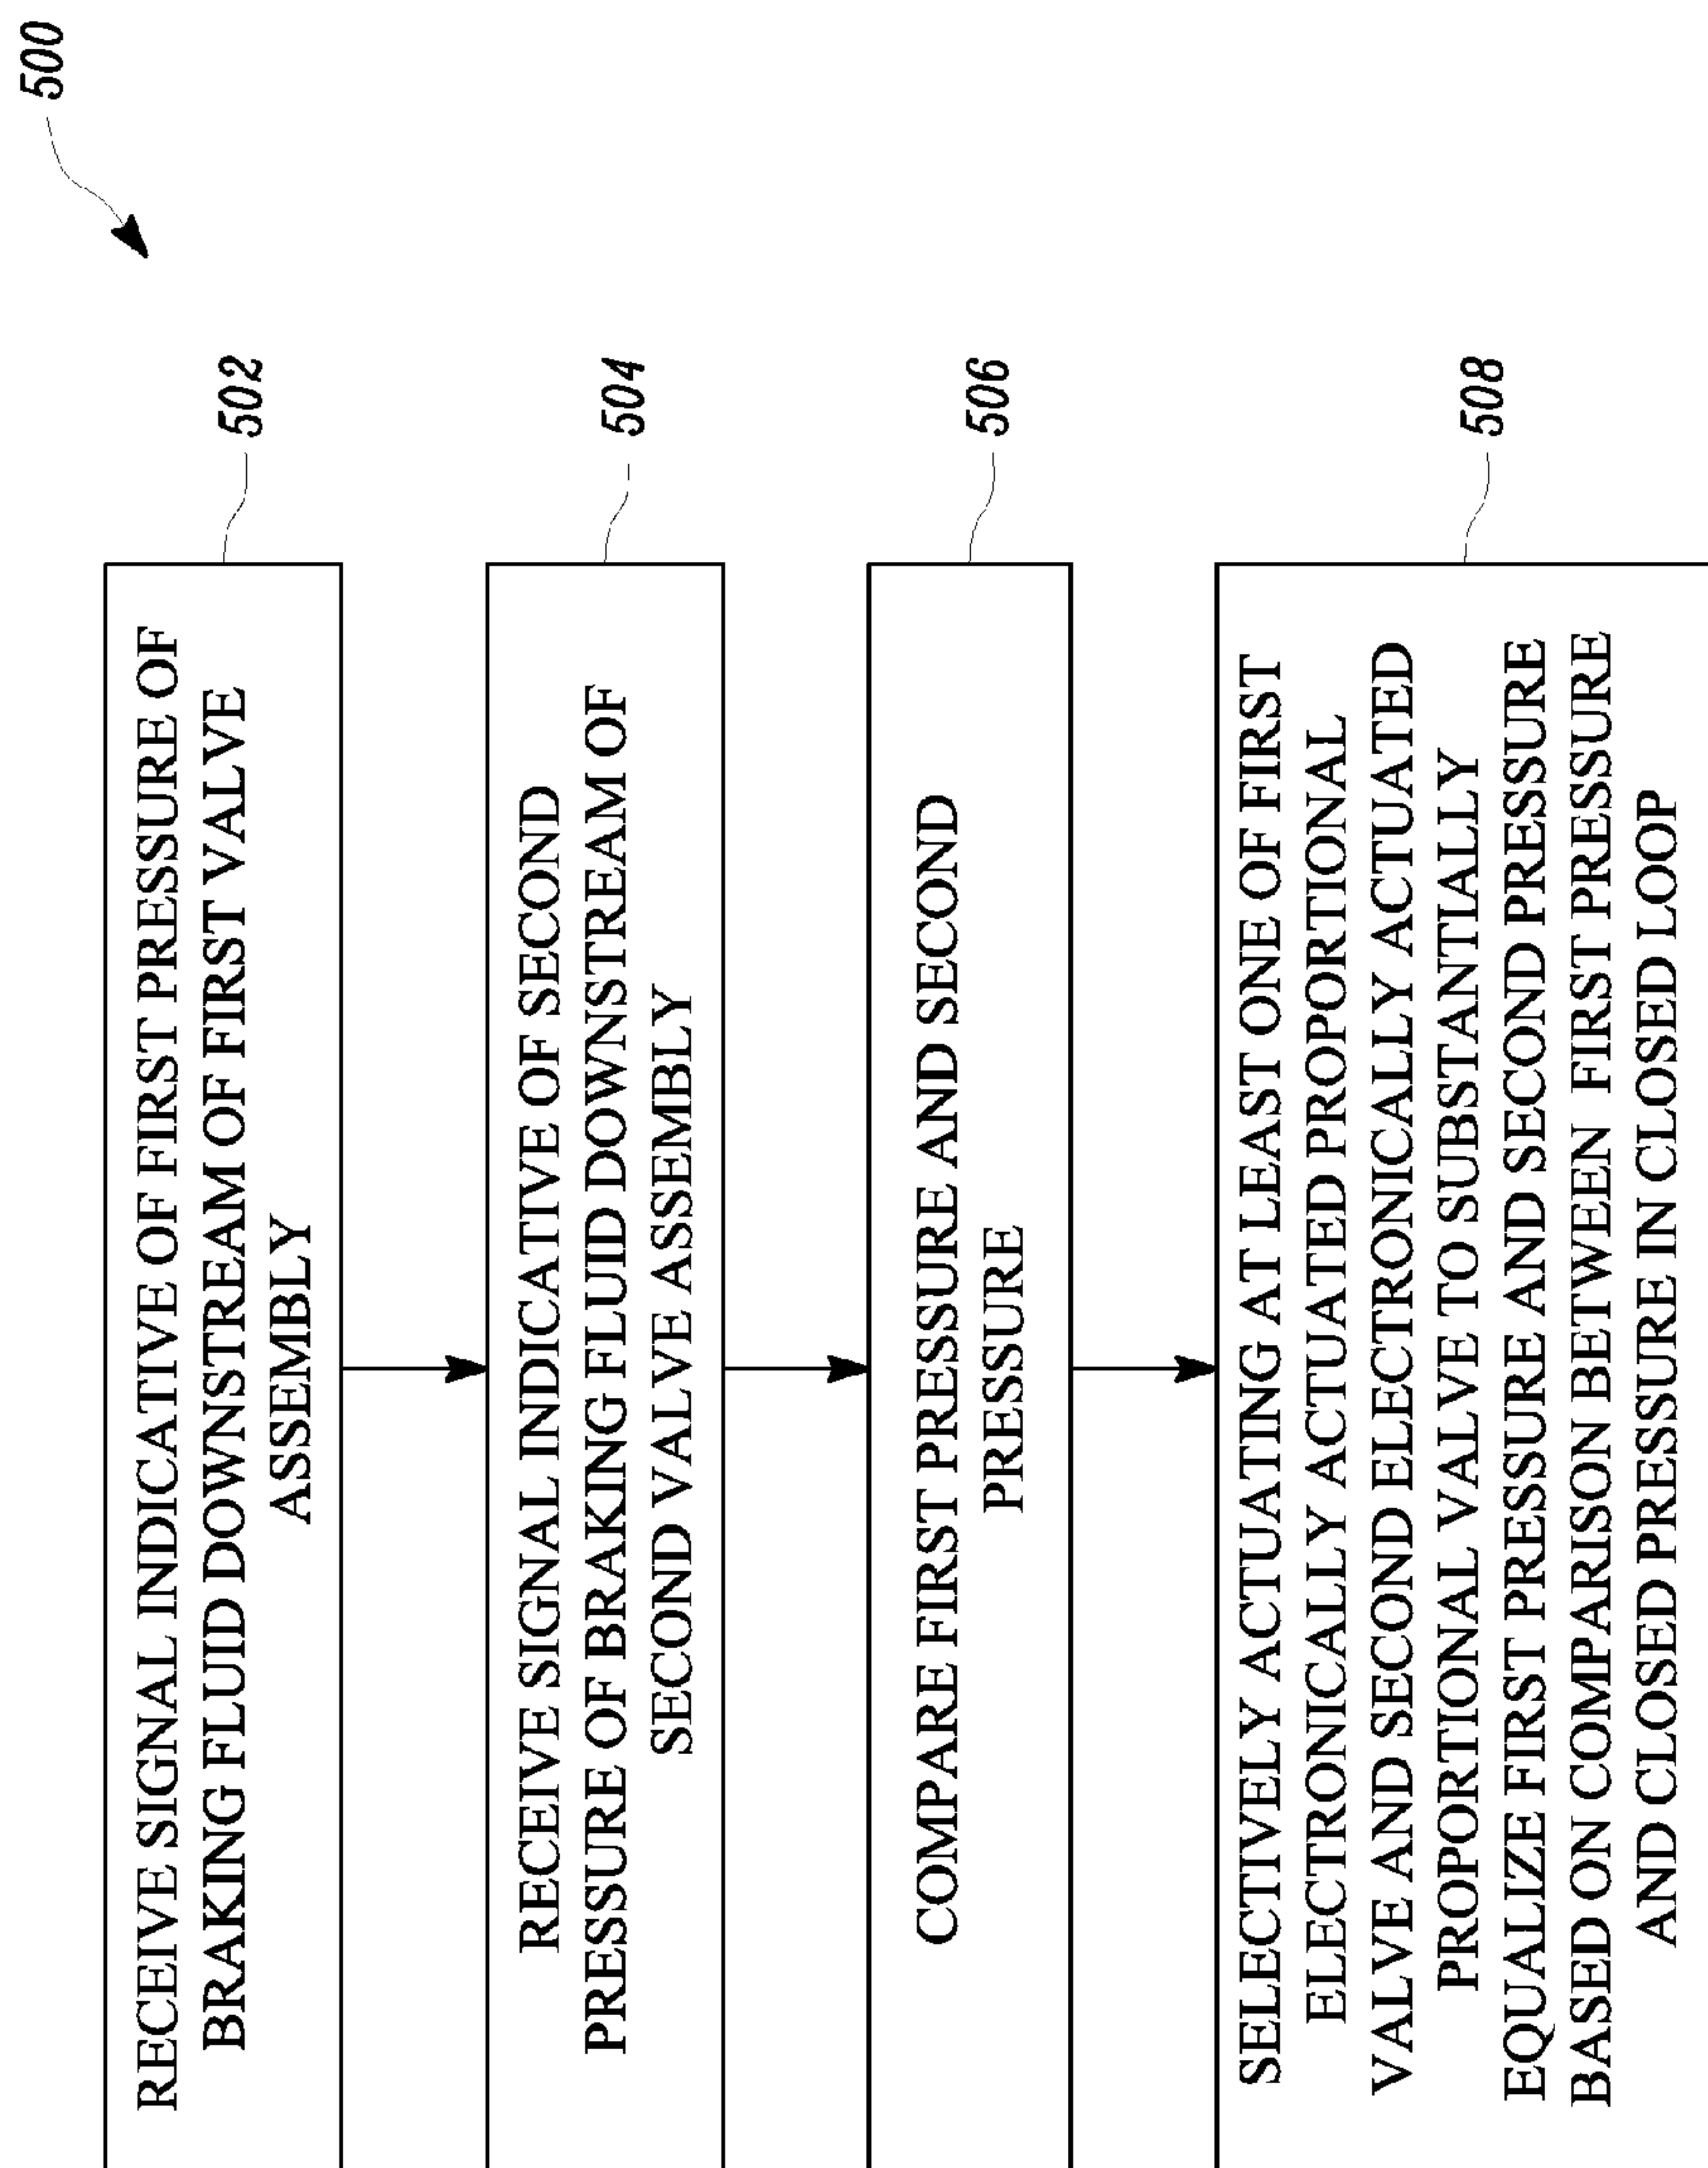 500
RECEIVE SIGNAL INDICATIVE OF FIRST PRESSURE OF
BRAKING FLUID DOWNSTREAM OF FIRST VALVE
ASSEMBLY
502
RECEIVE SIGNAL INDICATIVE OF SECOND
PRESSURE OF BRAKING FLUID DOWNSTREAM OF
SECOND VALVE ASSEMBLY
504
COMPARE FIRST PRESSURE AND SECOND
PRESSURE
506
SELECTIVELY ACTUATING AT LEAST ONE OF FIRST
ELECTRONICALLY ACTUATED PROPORTIONAL
VALVE AND SECOND ELECTRONICALLY ACTUATED
PROPORTIONAL VALVE TO SUBSTANTIALLY
EQUALIZE FIRST PRESSURE AND SECOND PRESSURE
BASED ON COMPARISON BETWEEN FIRST PRESSURE
AND CLOSED PRESSURE IN CLOSED LOOP
508